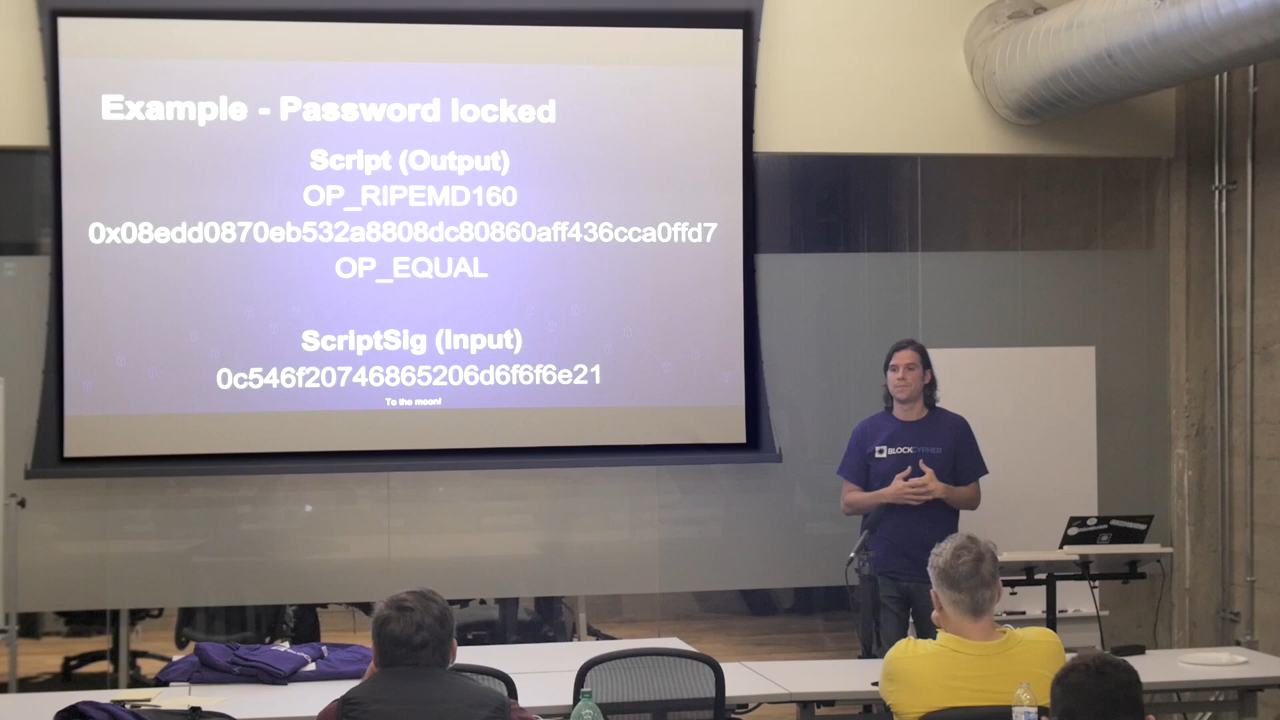 Example - Password locked
Script (Output)
OP_RIPEMD160
0x08edd0870eb532a8808dc80860aff436cca0ffd7
OP_EQUAL
ScriptSig (Input)
0c546f20746865206d6f6f6e21
To the moon!
BLOCKCYPHER